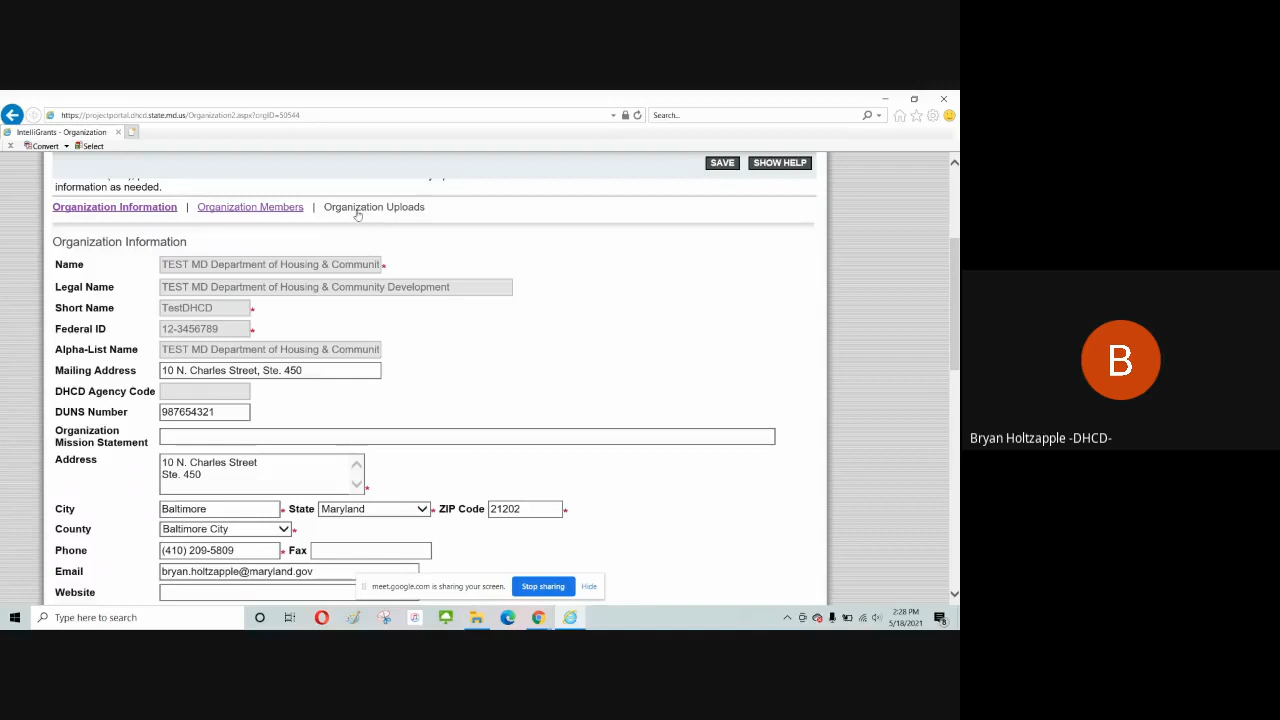 https://projectportal.dhcd.state.md.us/Organization2.aspx?orgID=50544
Search...
IntelliGrants - Organization
Convert Select
SAVE SHOW HELP
information as needed.
Organization Information | Organization Members | Organization Uploads
Organization Information
Name TEST MD Department of Housing & Communit *
Legal Name TEST MD Department of Housing & Community Development
Short Name TestDHCD *
Federal ID 12-3456789 *
Alpha-List Name TEST MD Department of Housing & Communit
Mailing Address 10 N. Charles Street, Ste. 450
DHCD Agency Code
DUNS Number 987654321
Organization
Mission Statement
Address 10 N. Charles Street
Ste. 450 *
City Baltimore * State Maryland * ZIP Code 21202 *
County Baltimore City *
Phone (410) 209-5809 * Fax
Email bryan.holtzapple@maryland.gov
Website
meet.google.com is sharing your screen. Stop sharing Hide
Type here to search
2:28 PM
5/18/2021
B
Bryan Holtzapple -DHCD-